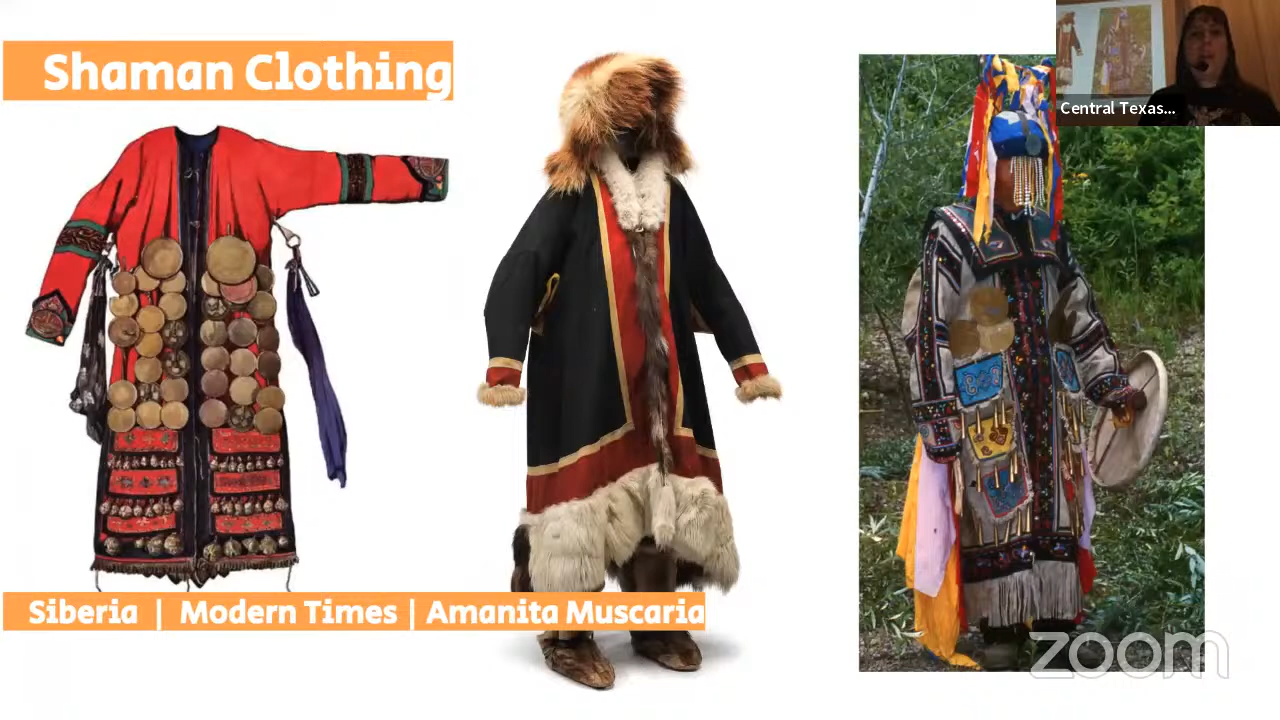 Shaman Clothing
Central Texas...
Siberia | Modern Times | Amanita Muscaria
zoom